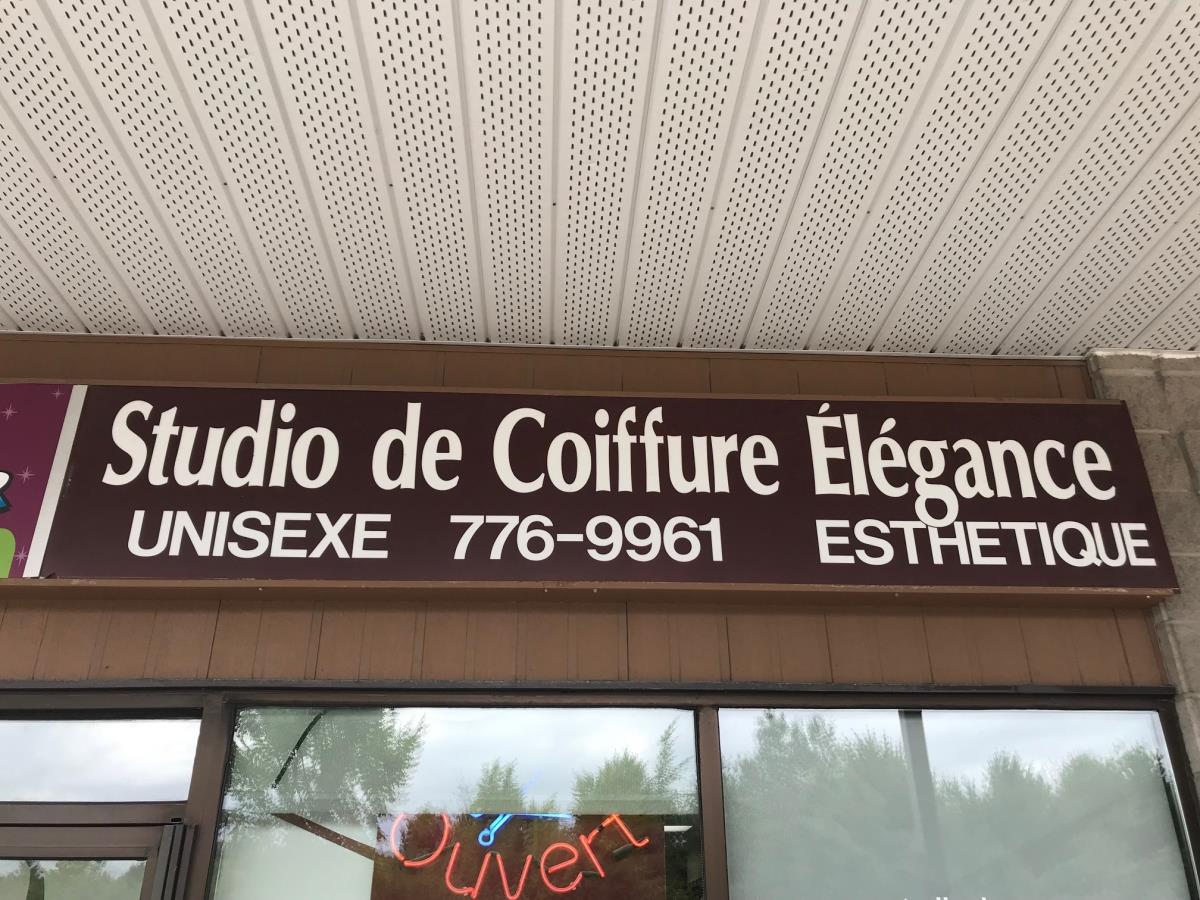 Studio de Coiffure Élégance
UNISEXE 776-9961 ESTHETIQUE
Ouvert